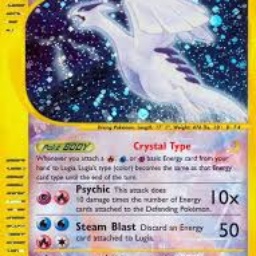 Poké BODY Crystal Type
Whenever you attach a , , or basic Energy card from your
hand to Lugia, Lugia's type (color) becomes the same as that Energy
card type until the end of the turn.
Psychic This attack does
10 damage times the number of Energy
cards attached to the Defending Pokémon.
10x
Steam Blast Discard an Energy
card attached to Lugia.
50